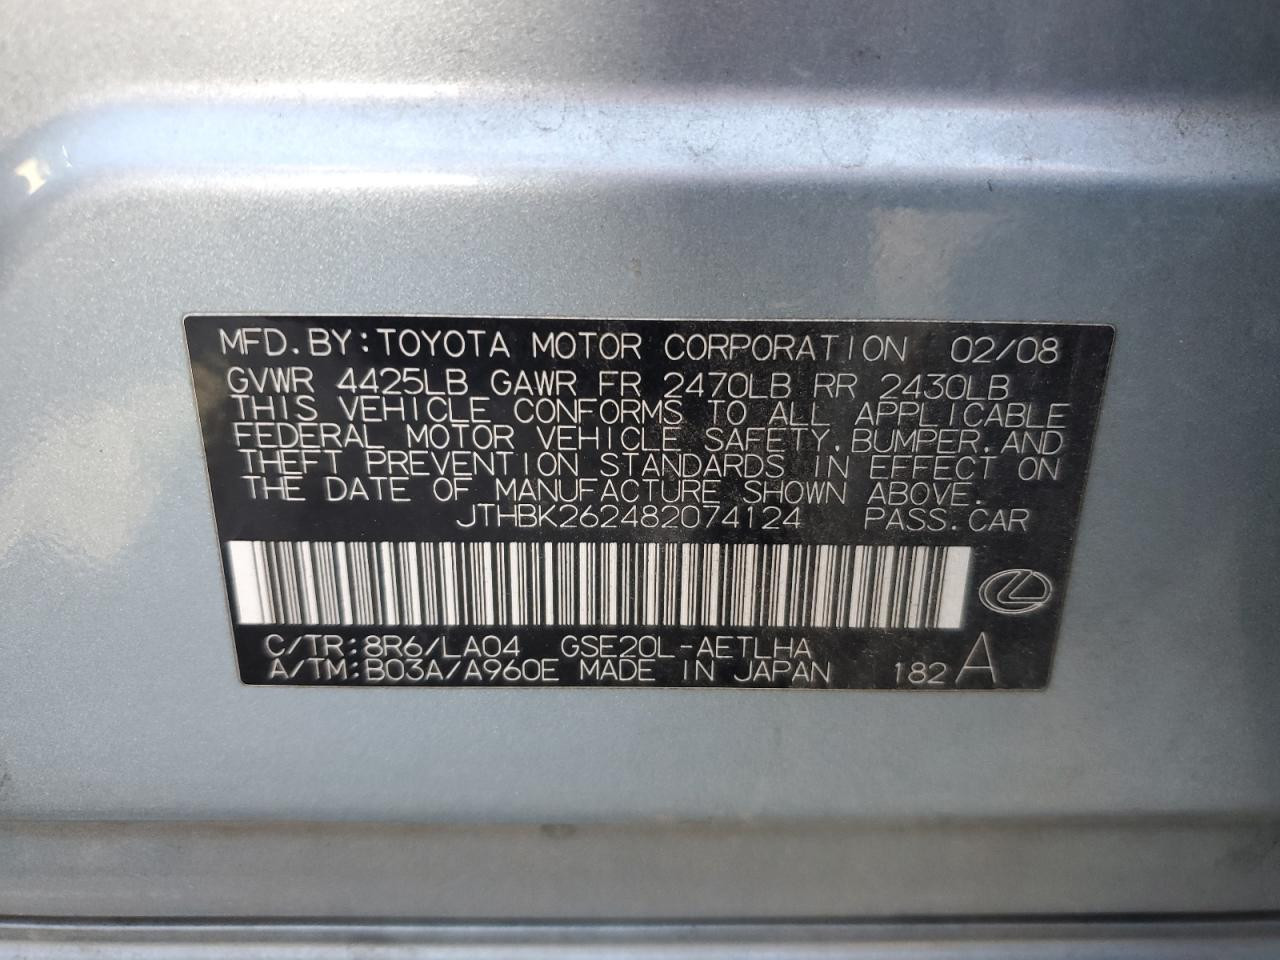 MFD.BY:TOYOTA MOTOR CORPORATION 02/08
GVWR 4425LB GAWR FR 2470LB RR 2430LB
THIS VEHICLE CONFORMS TO ALL APPLICABLE
FEDERAL MOTOR VEHICLE SAFETY,BUMPER,AND
THEFT PREVENTION STANDARDS IN EFFECT ON
THE DATE OF MANUFACTURE SHOWN ABOVE.
JTHBK262482074124 PASS.CAR
C/TR:8R6/LA04 GSE20L-AETLHA
A/TM:B03A/A960E MADE IN JAPAN 182 A